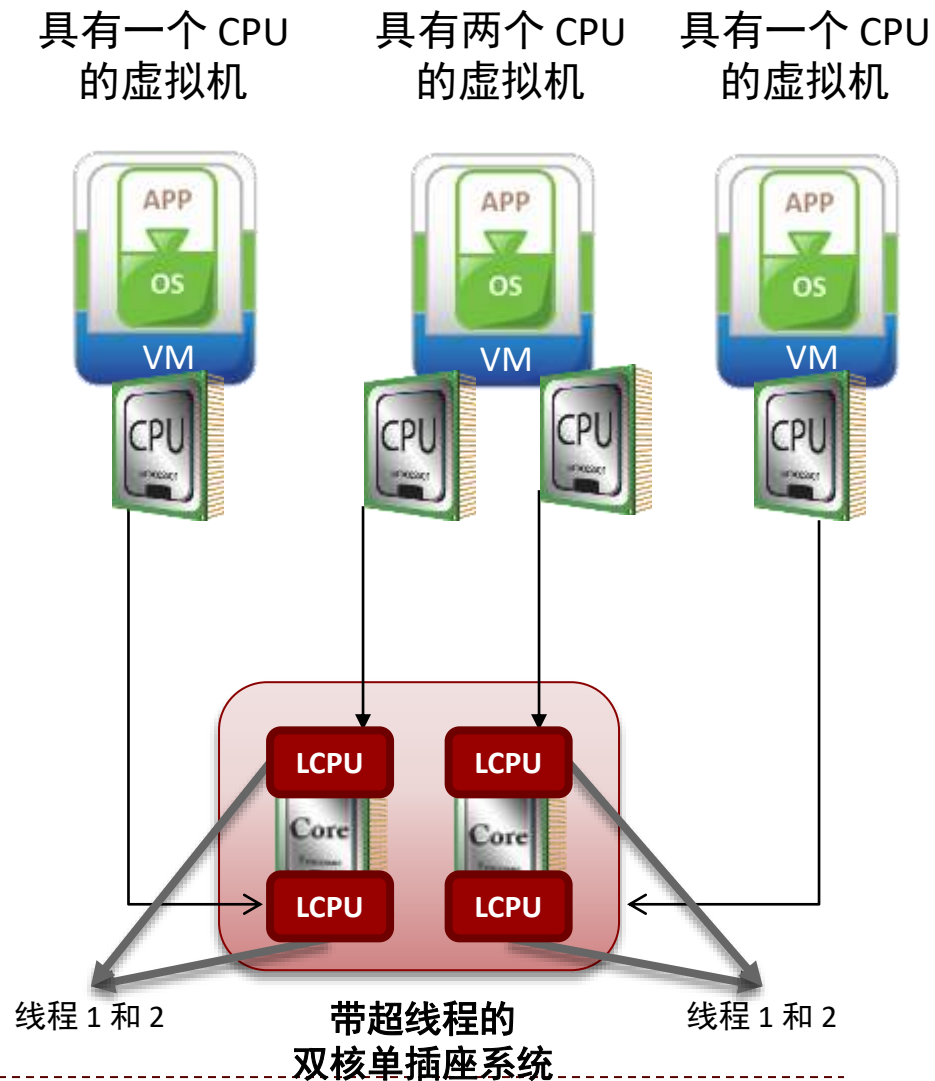 具有一个 CPU
的虚拟机
具有两个 CPU
的虚拟机
具有一个 CPU
的虚拟机
APP
OS
VM
APP
OS
VM
APP
OS
VM
CPU
CPU
CPU
CPU
LCPU
LCPU
Core
Core
LCPU
LCPU
线程 1 和 2
带超线程的
双核单插座系统
线程 1 和 2